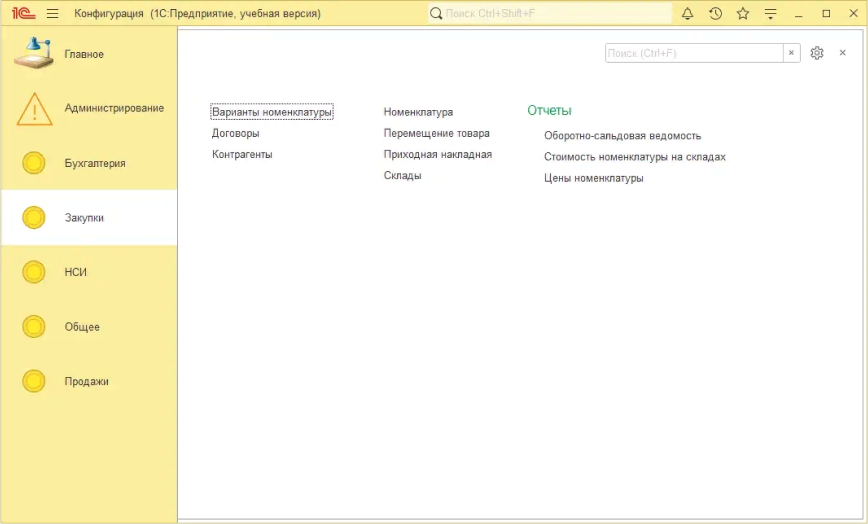 1С Конфигурация (1С:Предприятие, учебная версия) Поиск Ctrl+Shift+F
Главное
Администрирование
Бухгалтерия
Закупки
НСИ
Общее
Продажи
Поиск (Ctrl+F)
Варианты номенклатуры
Договоры
Контрагенты
Номенклатура
Перемещение товара
Приходная накладная
Склады
Отчеты
Оборотно-сальдовая ведомость
Стоимость номенклатуры на складах
Цены номенклатуры